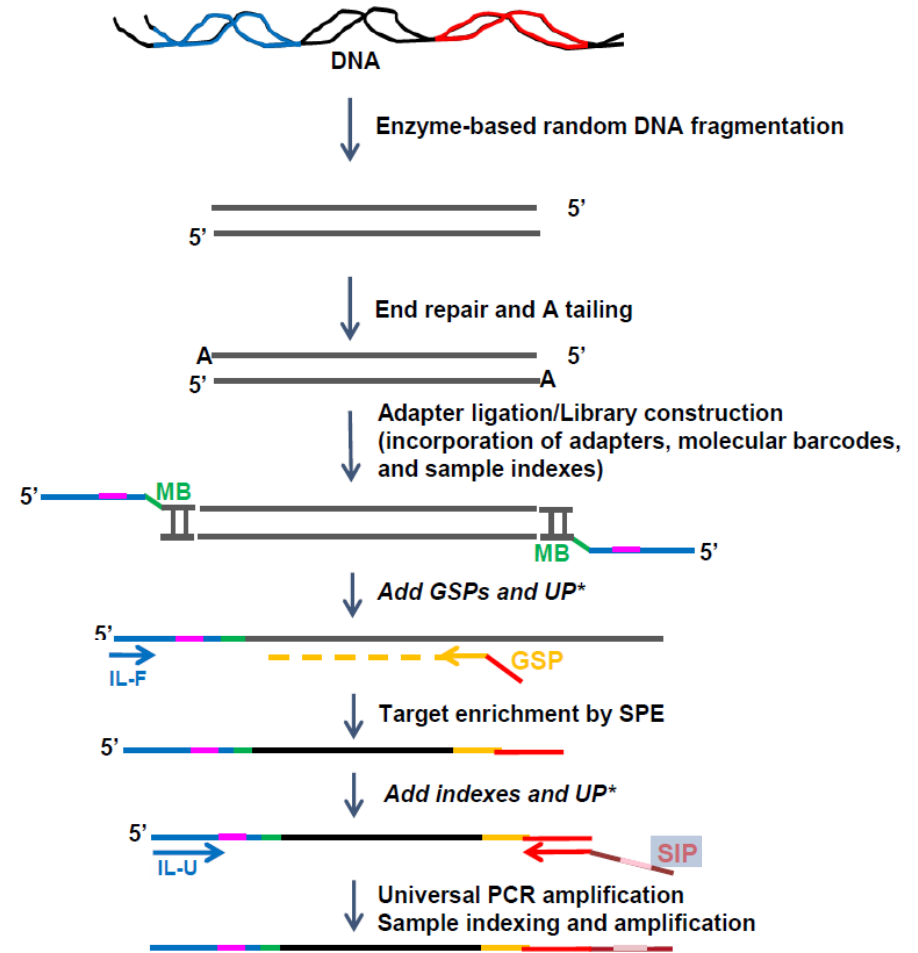 DNA
Enzyme-based random DNA fragmentation
5’
5’
End repair and A tailing
A
5’
5’
A
Adapter ligation/Library construction
(incorporation of adapters, molecular barcodes,
and sample indexes)
5’
MB
MB
5’
Add GSPs and UP*
5’
IL-F
GSP
Target enrichment by SPE
5’
Add indexes and UP*
5’
IL-U
SIP
Universal PCR amplification
Sample indexing and amplification